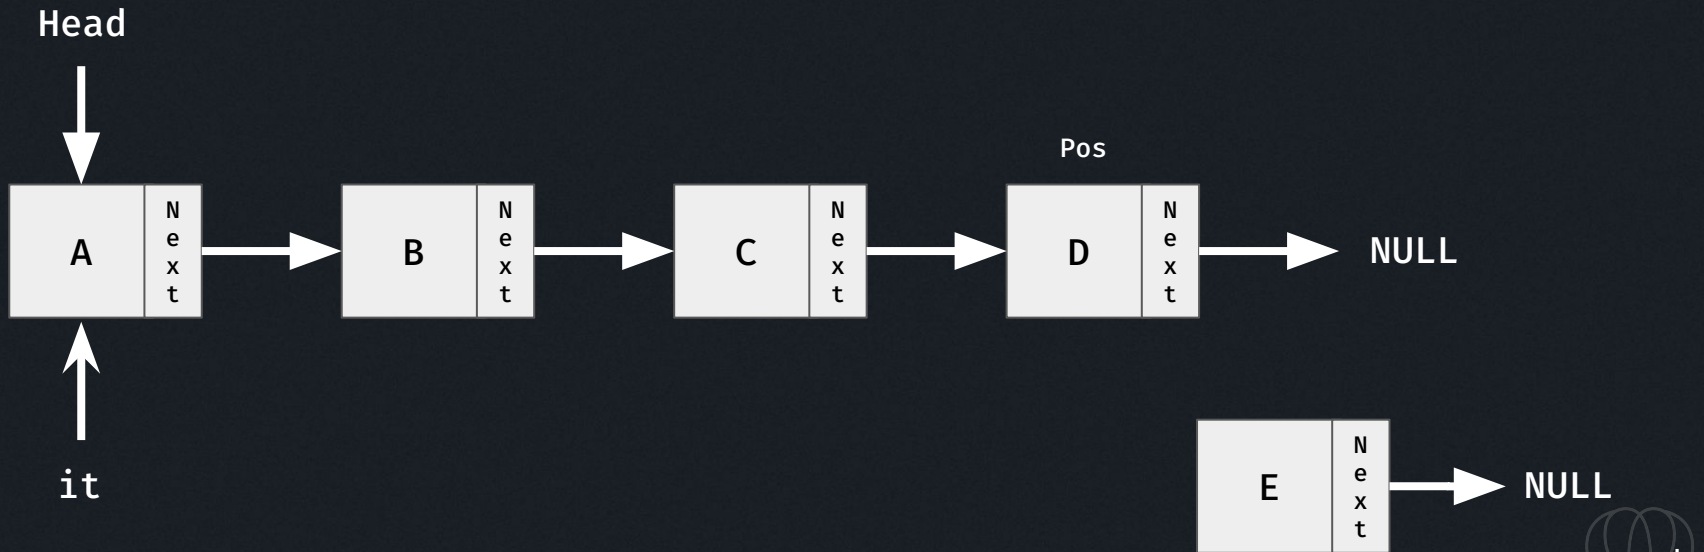 Head
Pos
A Next B Next C Next D Next NULL
it
E Next NULL